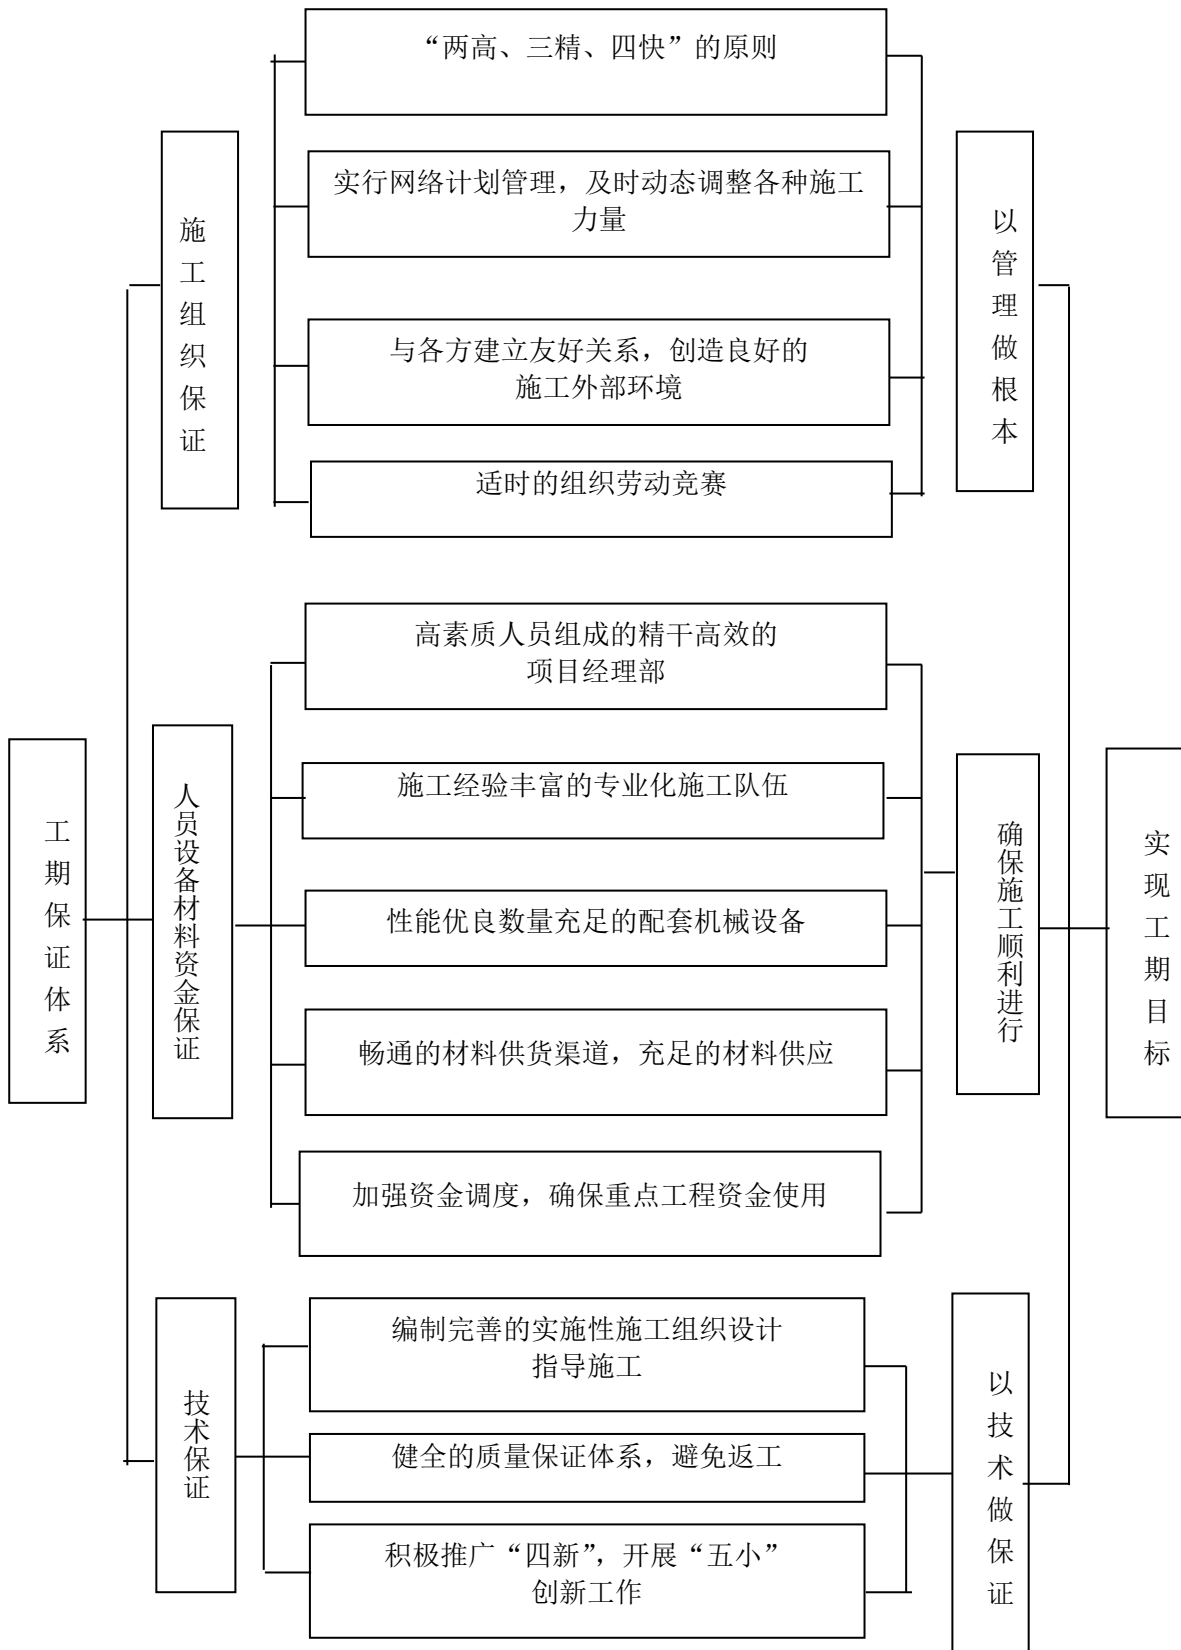 “两高、三精、四快”的原则
实行网络计划管理，及时动态调整各种施工
力量
与各方建立友好关系，创造良好的
施工外部环境
适时的组织劳动竞赛
施工组织保证
以管理做根本
高素质人员组成的精干高效的
项目经理部
施工经验丰富的专业化施工队伍
性能优良数量充足的配套机械设备
畅通的材料供货渠道，充足的材料供应
加强资金调度，确保重点工程资金使用
工期保证体系
人员设备材料资金保证
确保施工顺利进行
实现工期目标
编制完善的实施性施工组织设计
指导施工
健全的质量保证体系，避免返工
积极推广“四新”，开展“五小”
创新工作
技术保证
以技术做保证